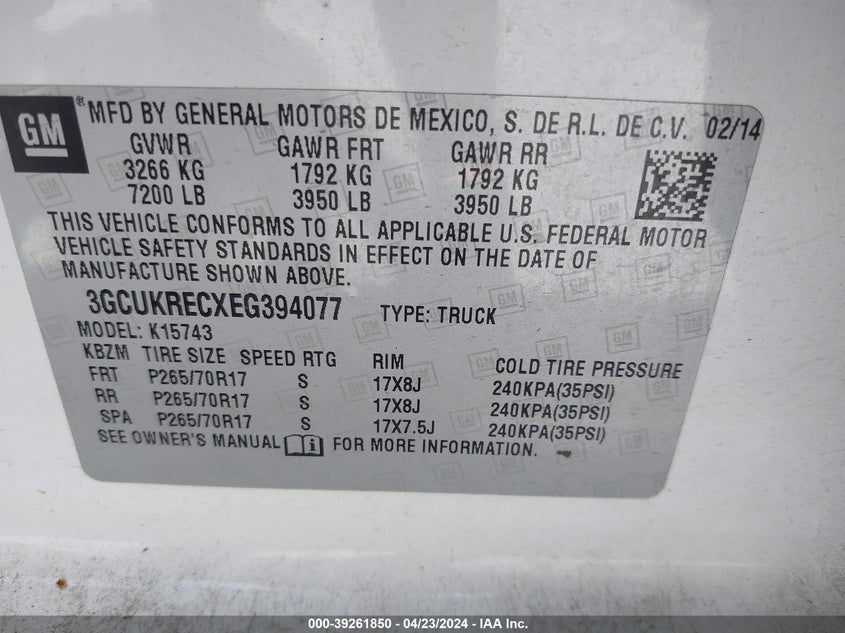 GM ® MFD BY GENERAL MOTORS DE MEXICO, S. DE R.L. DE C.V. 02/14
GVWR GAWR FRT GAWR RR
3266 KG 1792 KG 1792 KG
7200 LB 3950 LB 3950 LB
THIS VEHICLE CONFORMS TO ALL APPLICABLE U.S. FEDERAL MOTOR
VEHICLE SAFETY STANDARDS IN EFFECT ON THE DATE OF
MANUFACTURE SHOWN ABOVE.
3GCUKRECXEG394077 TYPE: TRUCK
MODEL: K15743
KBZM TIRE SIZE SPEED RTG RIM COLD TIRE PRESSURE
FRT P265/70R17 S 17X8J 240KPA(35PSI)
RR P265/70R17 S 17X8J 240KPA(35PSI)
SPA P265/70R17 S 17X7.5J 240KPA(35PSI)
SEE OWNER'S MANUAL FOR MORE INFORMATION.
000-39261850 - 04/23/2024 - IAA Inc.